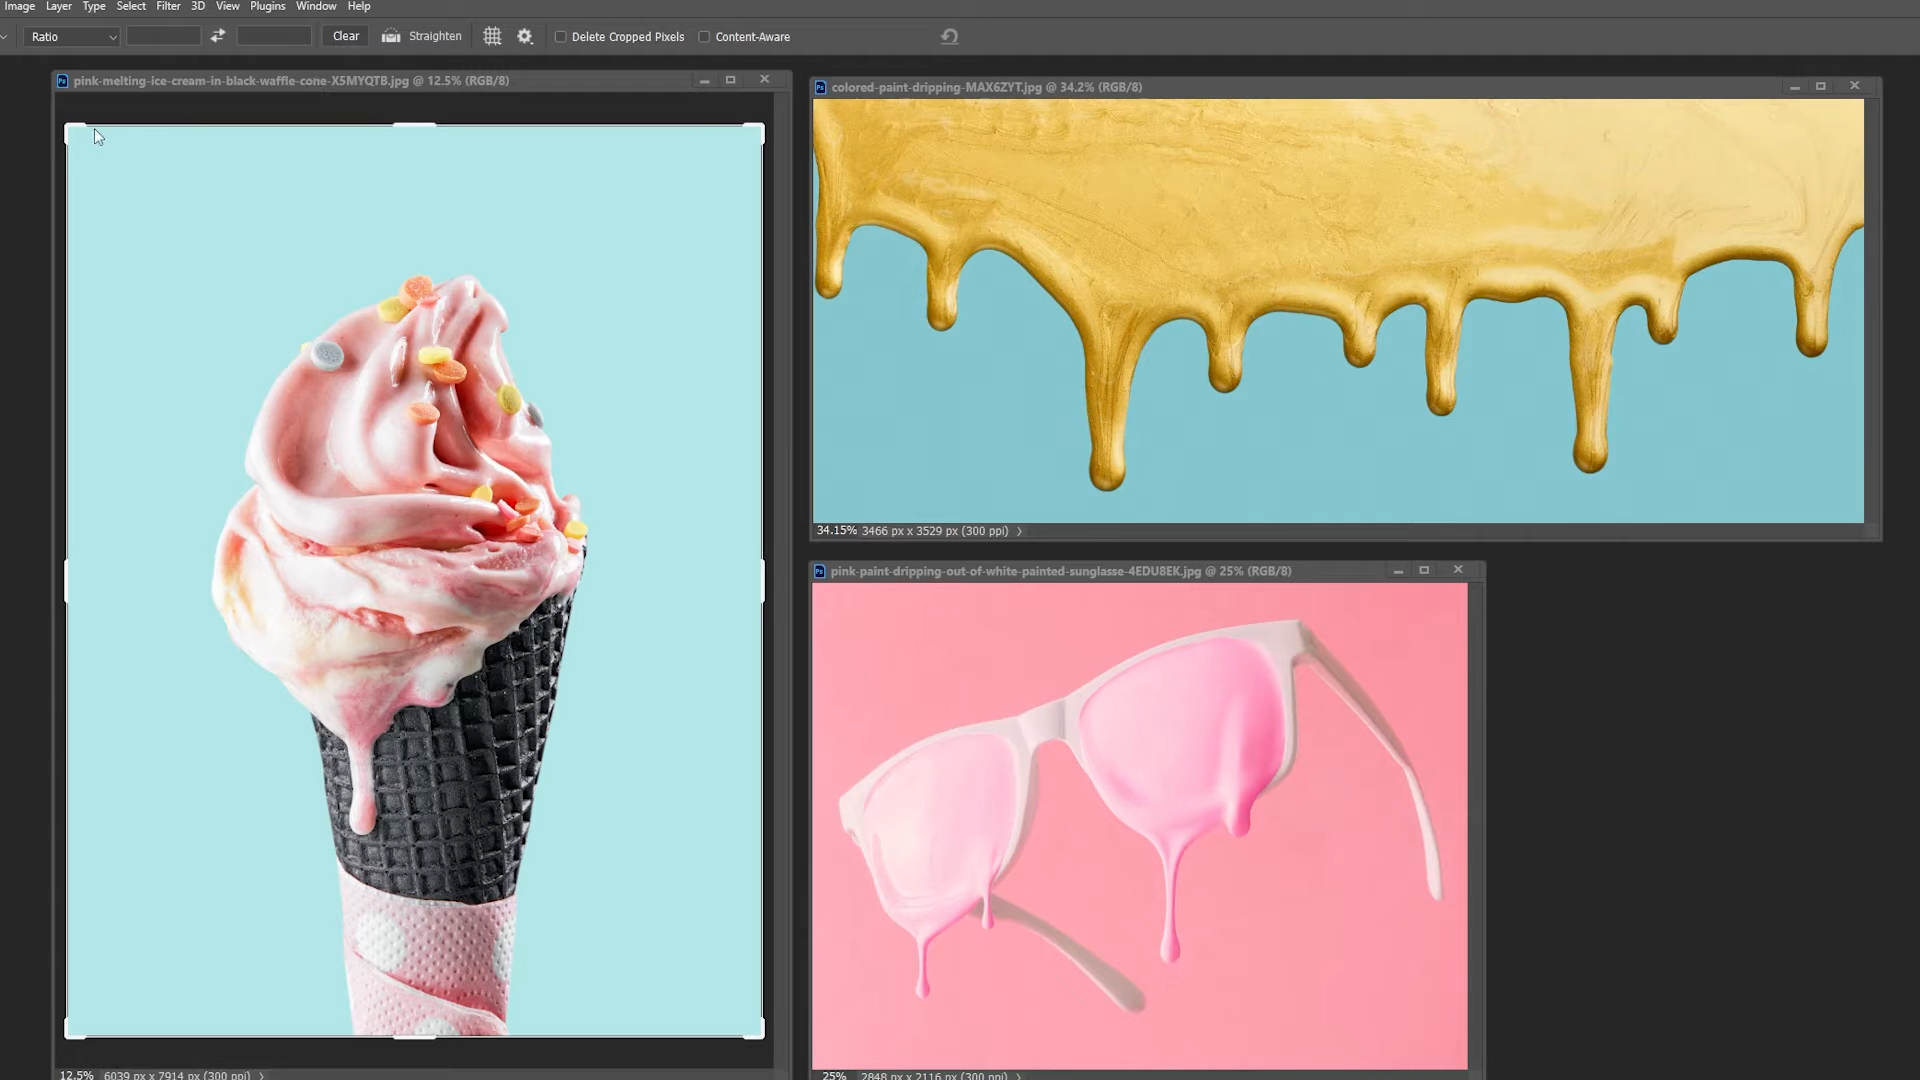 Image Layer Type Select Filter 3D View Plugins Window Help
Ratio Clear Straighten Delete Cropped Pixels Content-Aware
Ps pink-melting-ice-cream-in-black-waffle-cone-X5MYQTB.jpg @ 12.5% (RGB/8)
Ps colored-paint-dripping-MAX6ZYT.jpg @ 34.2% (RGB/8)
34.15% 3466 px x 3529 px (300 ppi)
Ps pink-paint-dripping-out-of-white-painted-sunglasse-4EDU8EK.jpg @ 25% (RGB/8)
12.5% 6039 px x 7914 px (300 ppi)
25% 2848 px x 2116 px (300 ppi)